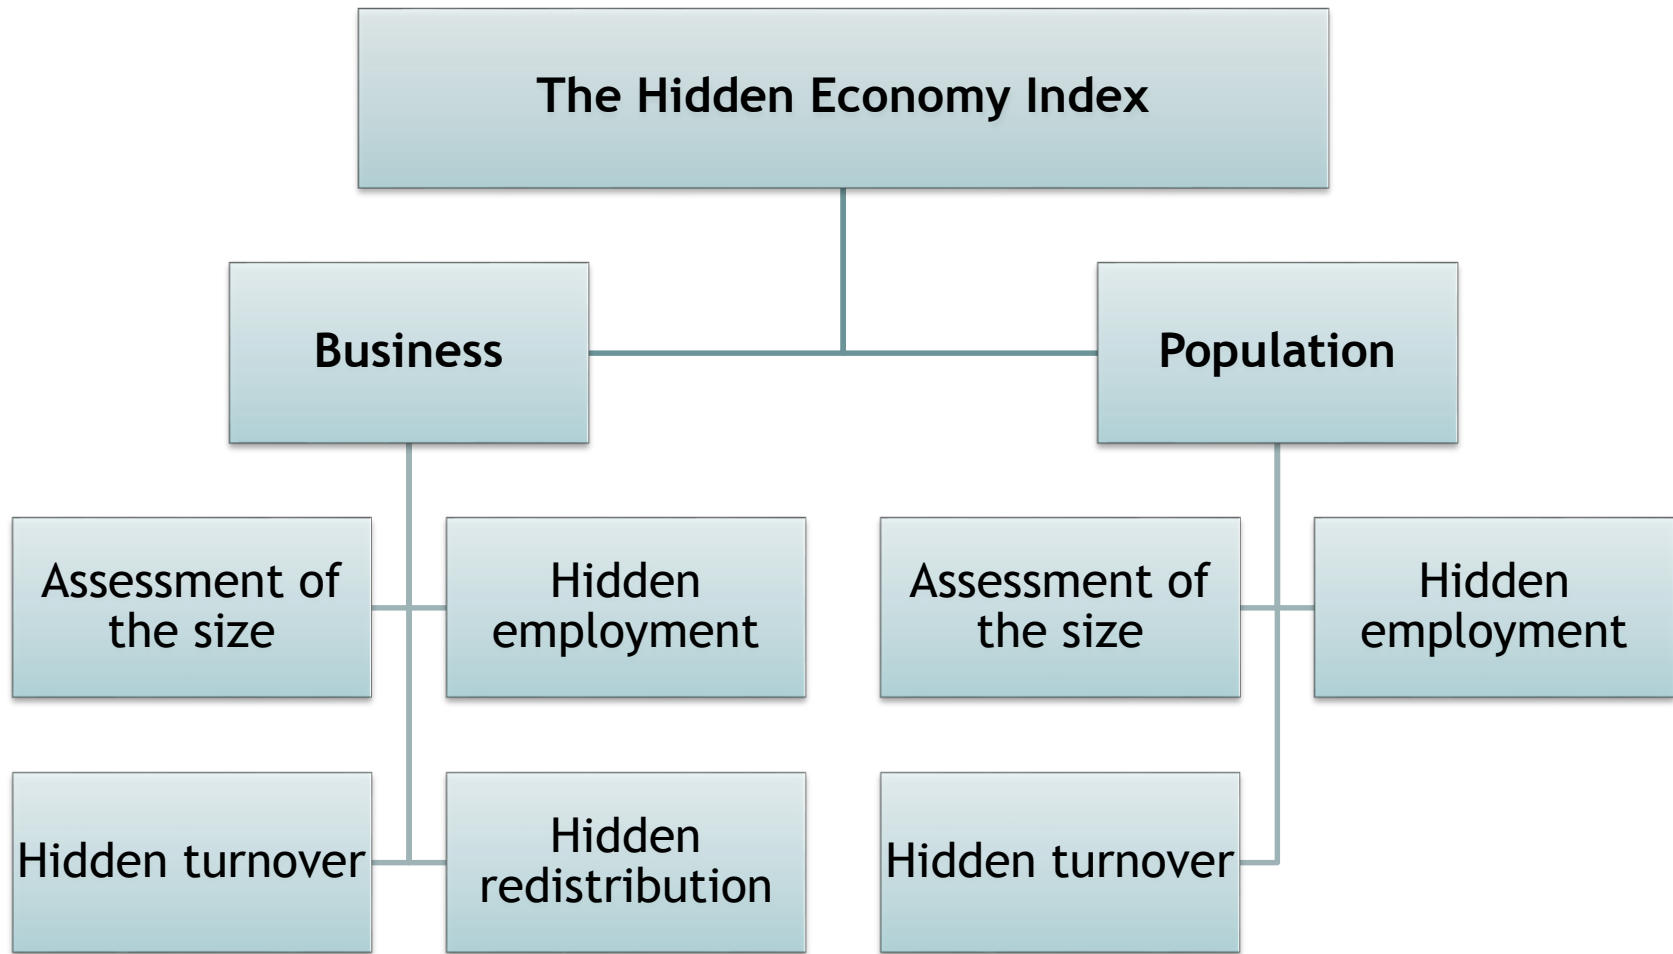 The Hidden Economy Index
Business
Population
Assessment of
the size
Hidden
employment
Assessment of
the size
Hidden
employment
Hidden turnover
Hidden
redistribution
Hidden turnover